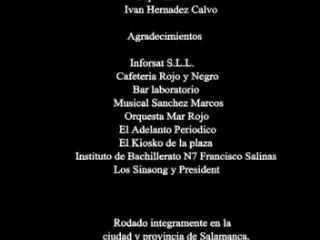 Ivan Hernadez Calvo
Agradecimientos
Inforsat S.L.L.
Cafeteria Rojo y Negro
Bar laboratorio
Musical Sanchez Marcos
Orquesta Mar Rojo
El Adelanto Periodico
El Kiosko de la plaza
Instituto de Bachillerato N7 Francisco Salinas
Los Sinsong y President
Rodado integramente en la
ciudad y provincia de Salamanca.